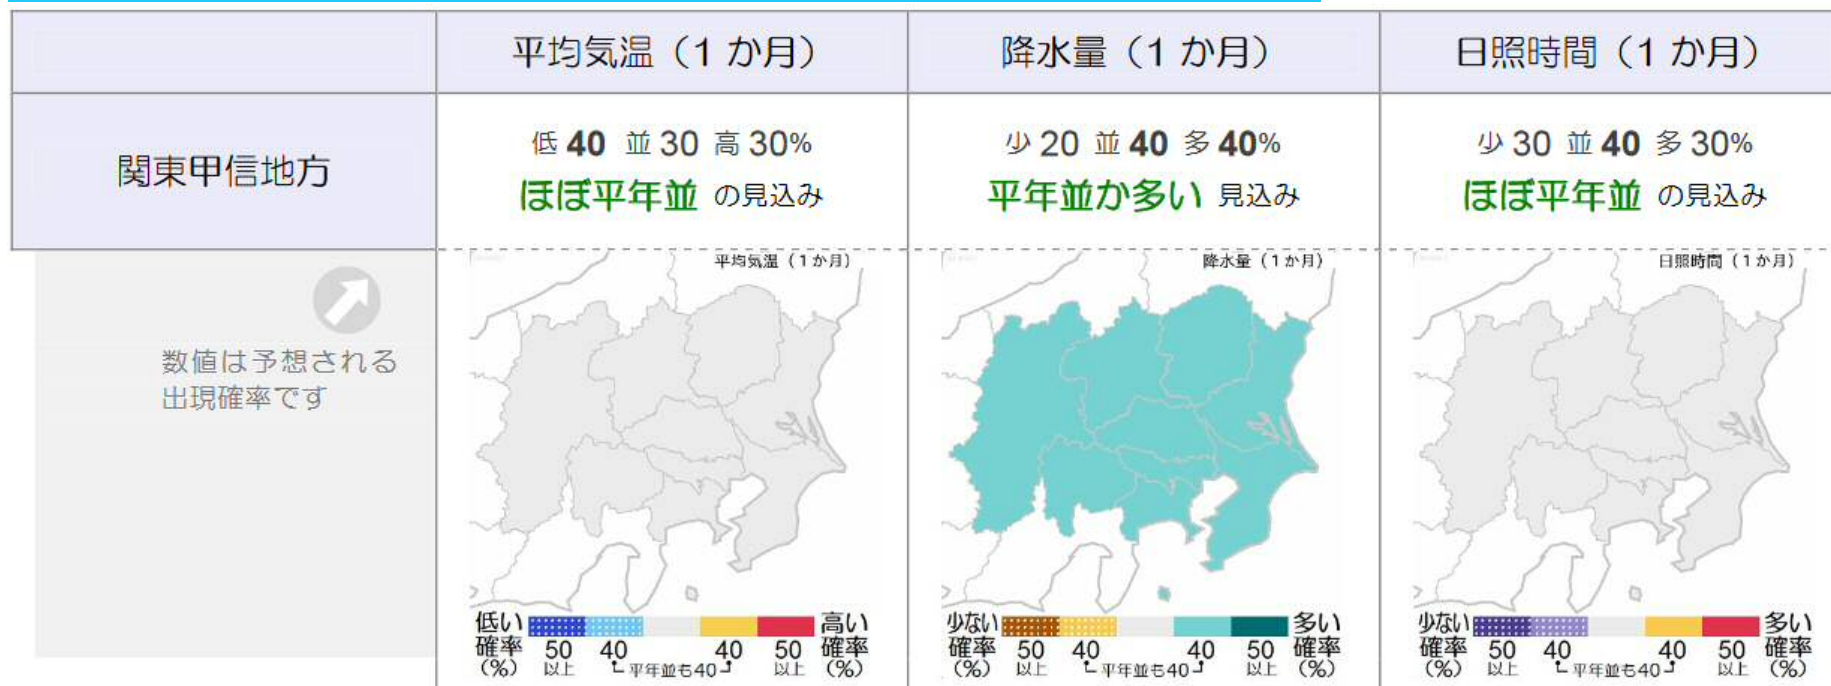 平均気温(1か月)
降水量(1か月)
日照時間(1か月)
関東甲信地方
低 40 並 30 高 30%
ほぼ平年並 の見込み
少 20 並 40 多 40%
平年並か多い 見込み
少 30 並 40 多 30%
ほぼ平年並 の見込み
数値は予想される
出現確率です
平均気温(1か月)
低い
確率
(%)
50
以上
40
平年並も40
40
50
以上
高い
確率
(%)
降水量(1か月)
少ない
確率
(%)
50
以上
40
平年並も40
40
50
以上
多い
確率
(%)
日照時間(1か月)
少ない
確率
(%)
50
以上
40
平年並も40
40
50
以上
多い
確率
(%)